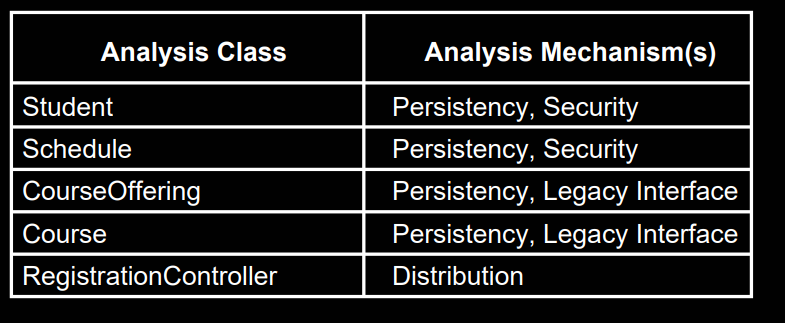 Analysis Class Analysis Mechanism(s)
Student Persistency, Security
Schedule Persistency, Security
CourseOffering Persistency, Legacy Interface
Course Persistency, Legacy Interface
RegistrationController Distribution